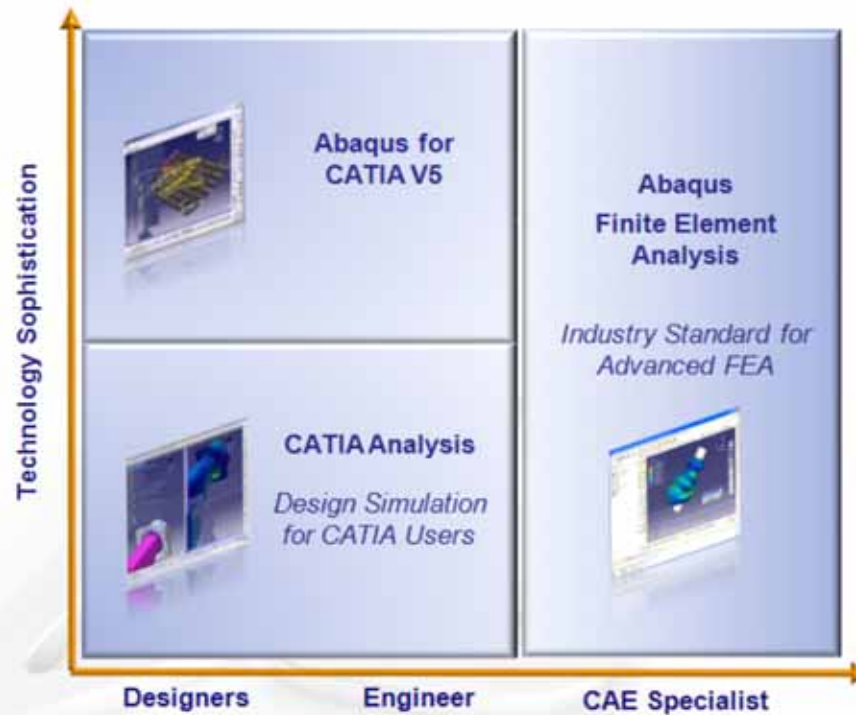 Technology Sophistication
Abaqus for
CATIA V5
Abaqus
Finite Element
Analysis
Industry Standard for
Advanced FEA
CATIA Analysis
Design Simulation
for CATIA Users
Designers
Engineer
CAE Specialist